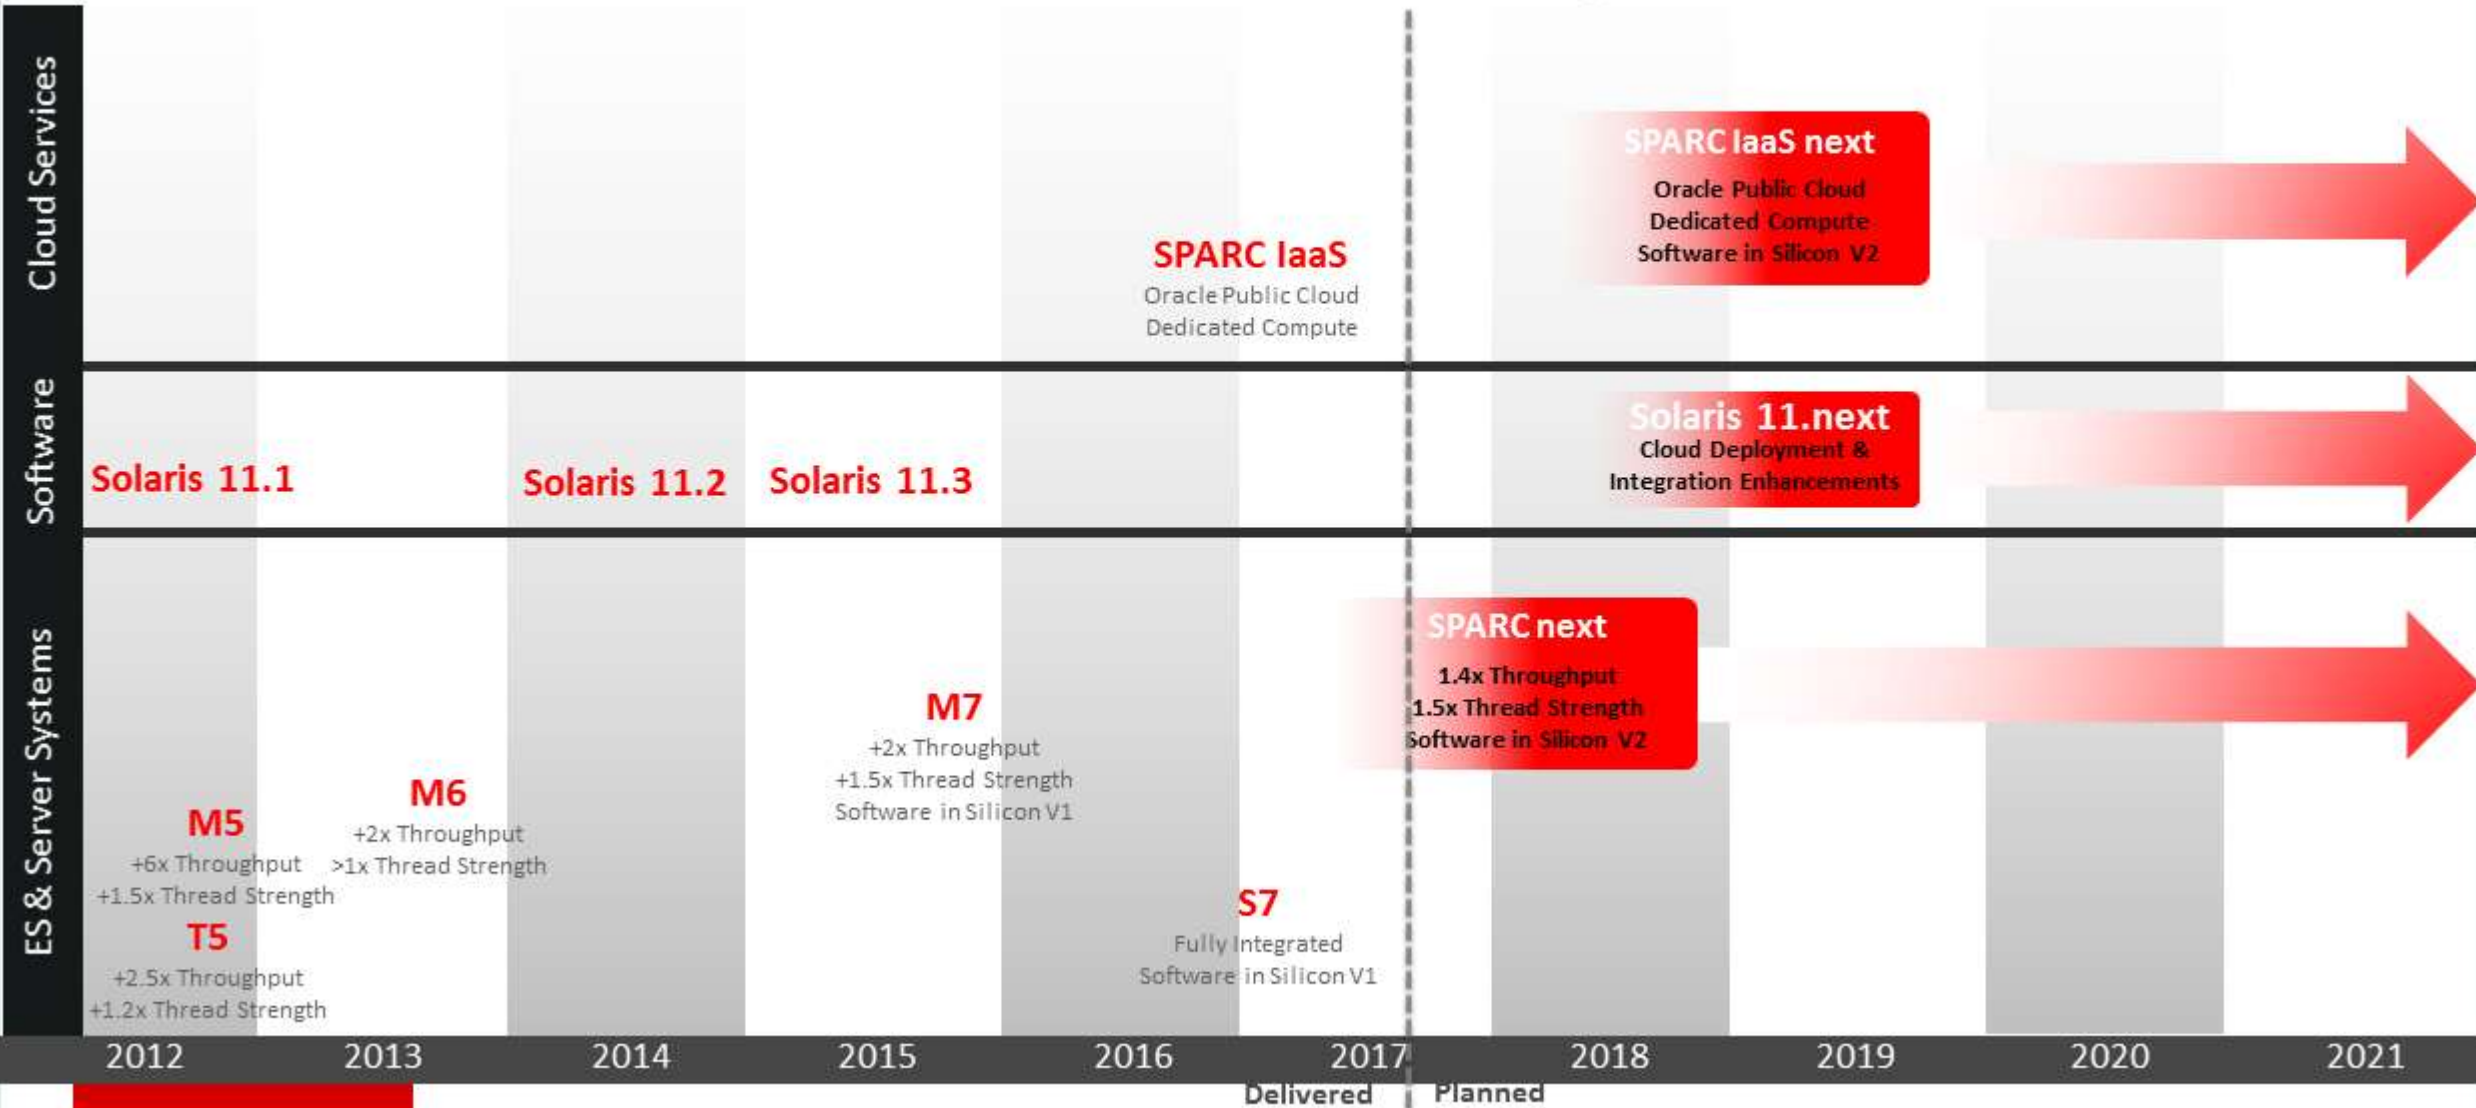 Cloud Services
SPARC IaaS next
Oracle Public Cloud
Dedicated Compute
Software in Silicon V2
SPARC IaaS
Oracle Public Cloud
Dedicated Compute
Software
Solaris 11.1
Solaris 11.2
Solaris 11.3
Solaris 11.next
Cloud Deployment &
Integration Enhancements
ES & Server Systems
M5
+6x Throughput
+1.5x Thread Strength
T5
+2.5x Throughput
+1.2x Thread Strength
M6
+2x Throughput
>1x Thread Strength
M7
+2x Throughput
+1.5x Thread Strength
Software in Silicon V1
S7
Fully Integrated
Software in Silicon V1
SPARC next
1.4x Throughput
1.5x Thread Strength
Software in Silicon V2
2012 2013 2014 2015 2016 2017 2018 2019 2020 2021
Delivered Planned